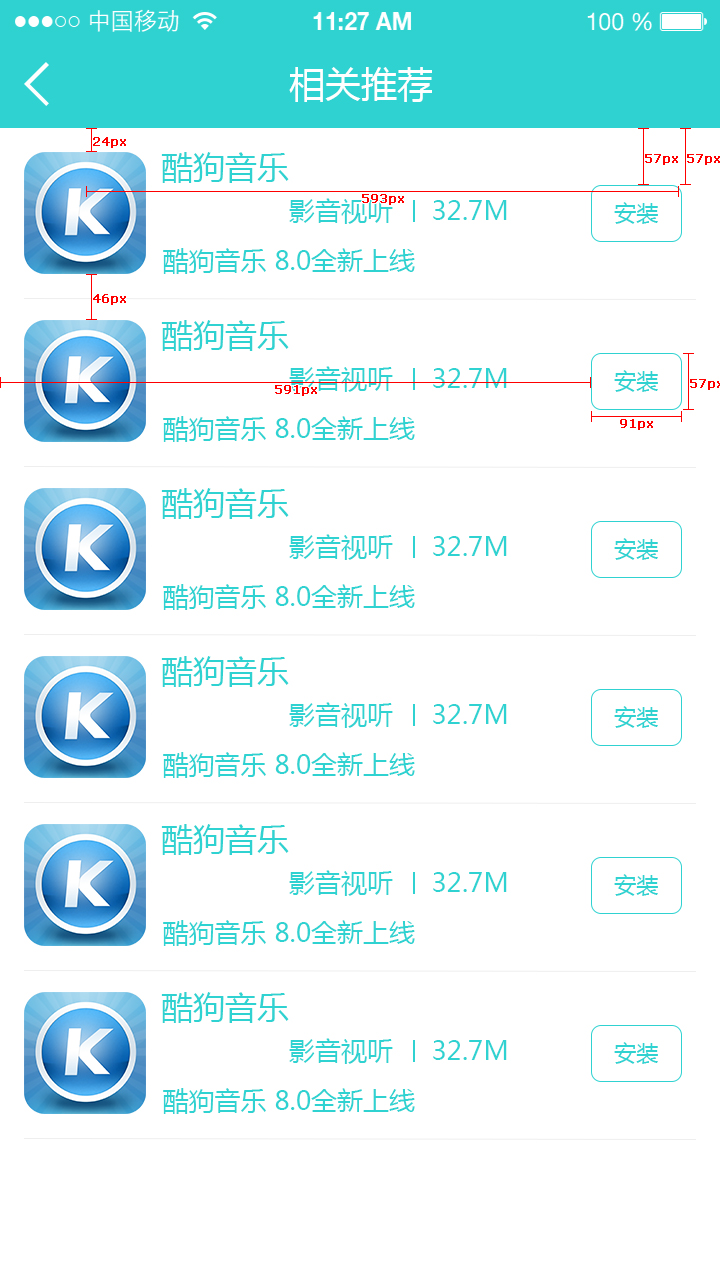 中国移动 11:27 AM 100 %
相关推荐
24px
57px 57px
酷狗音乐
593px
影音视听 | 32.7M
安装
酷狗音乐 8.0全新上线
46px
酷狗音乐
影音视听 | 32.7M
安装
57px
591px
91px
酷狗音乐 8.0全新上线
酷狗音乐
影音视听 | 32.7M
安装
酷狗音乐 8.0全新上线
酷狗音乐
影音视听 | 32.7M
安装
酷狗音乐 8.0全新上线
酷狗音乐
影音视听 | 32.7M
安装
酷狗音乐 8.0全新上线
酷狗音乐
影音视听 | 32.7M
安装
酷狗音乐 8.0全新上线